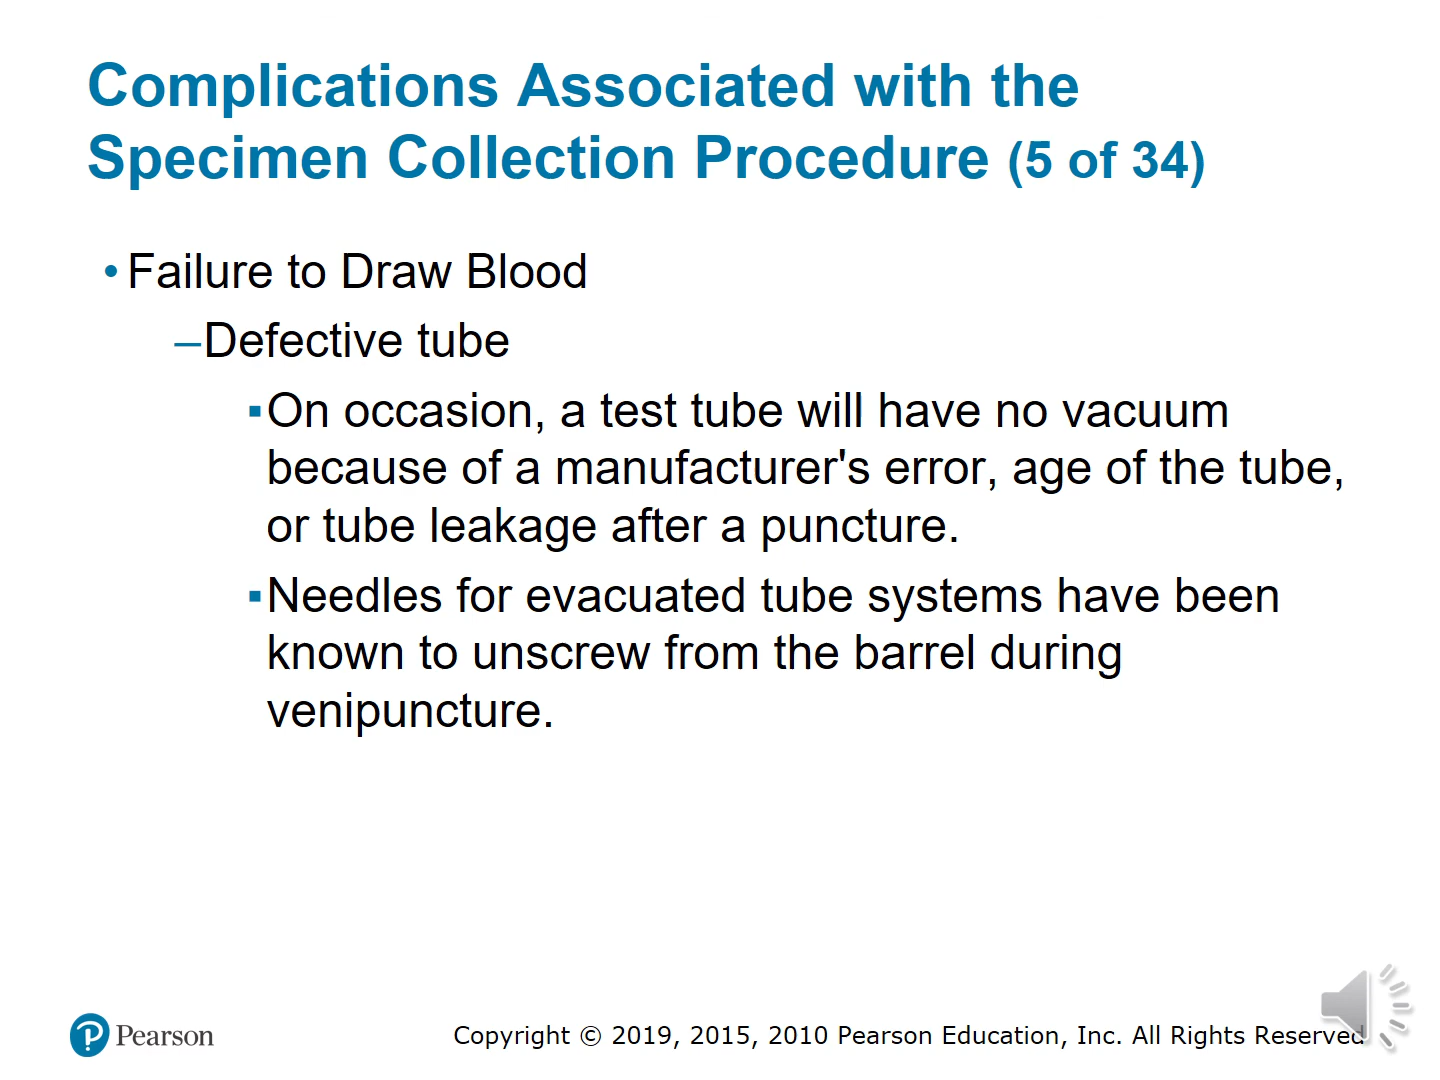 Complications Associated with the
Specimen Collection Procedure (5 of 34)
• Failure to Draw Blood
–Defective tube
▪On occasion, a test tube will have no vacuum
because of a manufacturer's error, age of the tube,
or tube leakage after a puncture.
▪Needles for evacuated tube systems have been
known to unscrew from the barrel during
venipuncture.
Pearson
Copyright © 2019, 2015, 2010 Pearson Education, Inc. All Rights Reserved